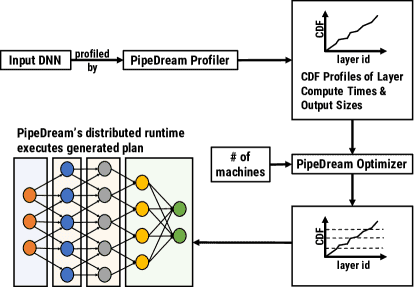 Input DNN
profiled
by
PipeDream Profiler
CDF
layer id
CDF Profiles of Layer
Compute Times &
Output Sizes
PipeDream's distributed runtime
executes generated plan
# of
machines
PipeDream Optimizer
CDF
layer id